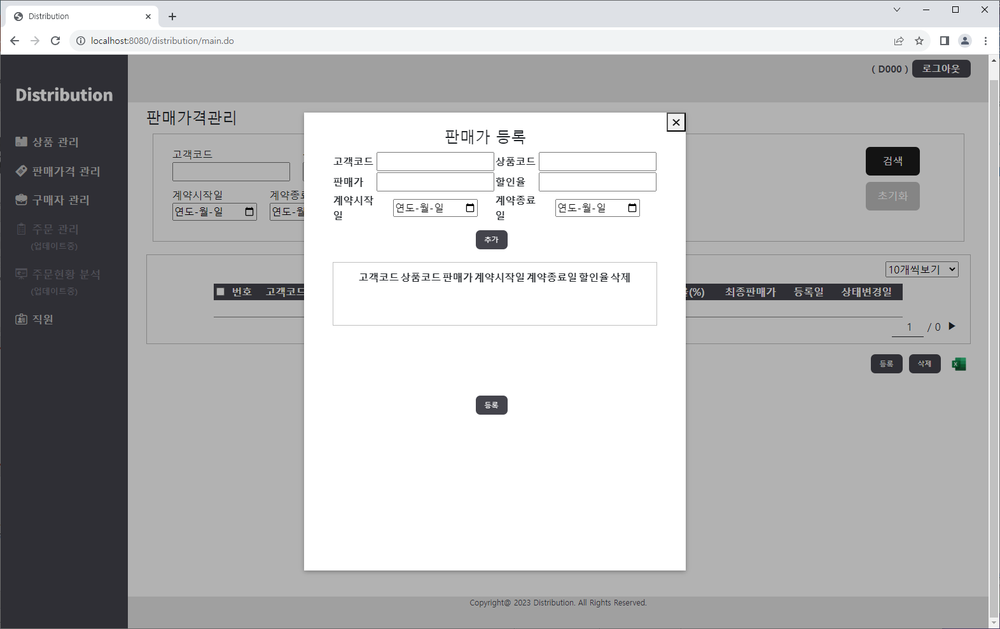 Distribution
localhost:8080/distribution/main.do
( D000 ) 로그아웃
Distribution
상품 관리
판매가격 관리
구매자 관리
주문 관리
(업데이트중)
주문현황 분석
(업데이트중)
직원
판매가격관리
고객코드
계약시작일 계약종료
연도-월-일 연도-월-일
검색
초기화
10개씩보기
번호 고객코드 (%) 최종판매가 등록일 상태변경일
1 / 0
등록 삭제
판매가 등록
고객코드 상품코드
판매가 할인율
계약시작일 연도-월-일 계약종료일 연도-월-일
추가
고객코드 상품코드 판매가 계약시작일 계약종료일 할인율 삭제
등록
Copyright@ 2023 Distribution. All Rights Reserved.